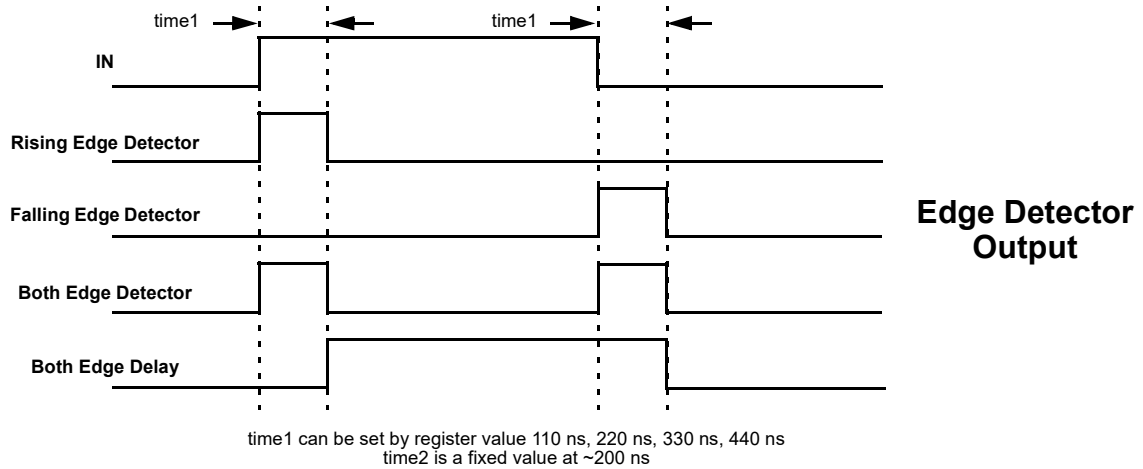 time1
time1
IN
Rising Edge Detector
Falling Edge Detector
Edge Detector
Output
Both Edge Detector
Both Edge Delay
time1 can be set by register value 110 ns, 220 ns, 330 ns, 440 ns
time2 is a fixed value at ~200 ns